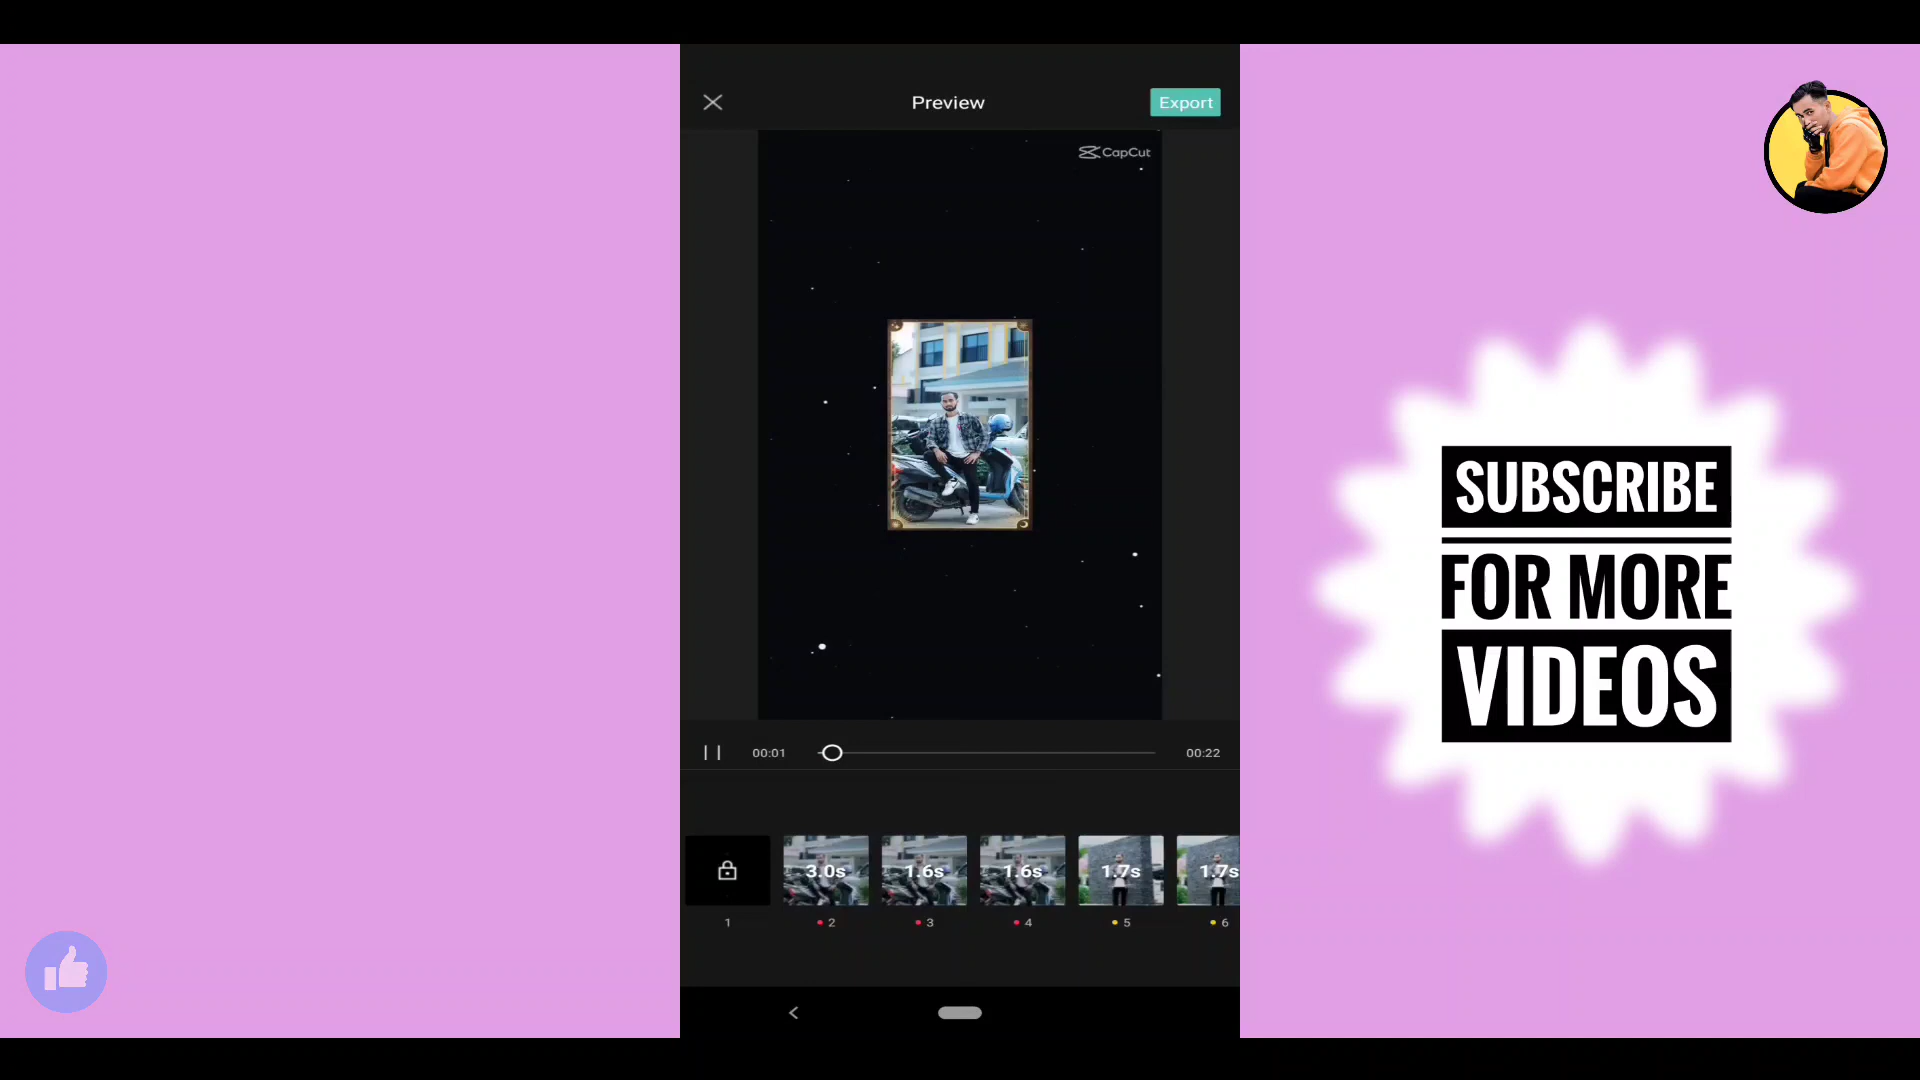 Preview
Export
CapCut
SUBSCRIBE
FOR MORE
VIDEOS
00:01
00:22
3.0s
1.6s
1.6s
1.7s
1.7s
1
2
3
4
5
6